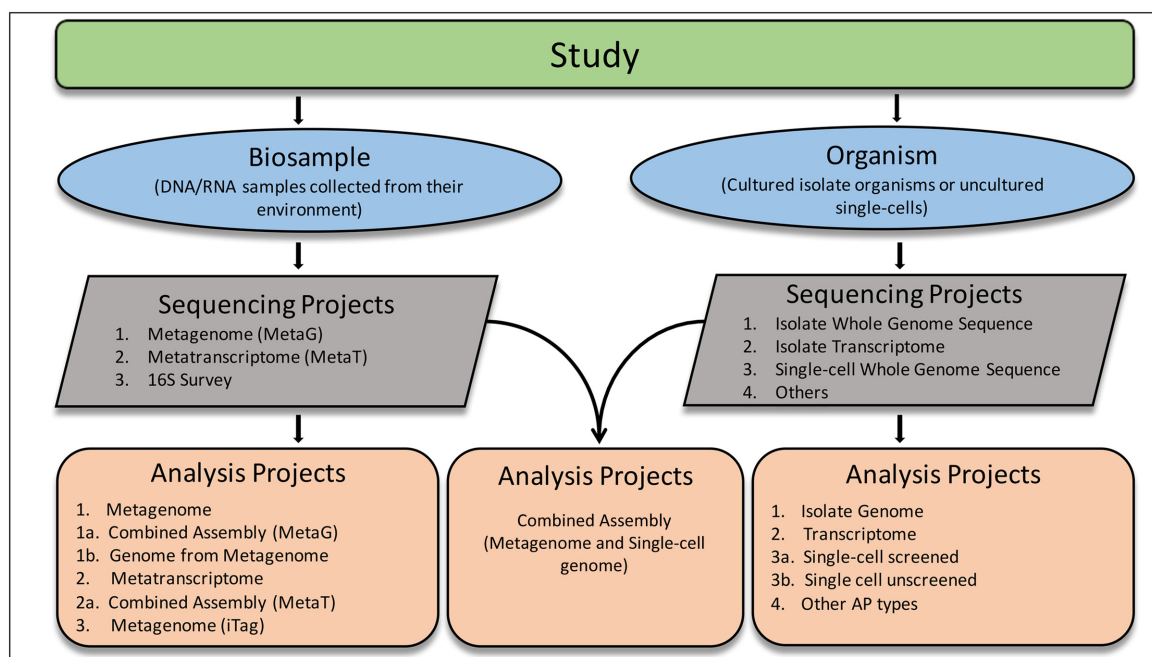 Study
Biosample
(DNA/RNA samples collected from their
environment)
Organism
(Cultured isolate organisms or uncultured
single-cells)
Sequencing Projects
1. Metagenome (MetaG)
2. Metatranscriptome (MetaT)
3. 16S Survey
Sequencing Projects
1. Isolate Whole Genome Sequence
2. Isolate Transcriptome
3. Single-cell Whole Genome Sequence
4. Others
Analysis Projects
1. Metagenome
1a. Combined Assembly (MetaG)
1b. Genome from Metagenome
2. Metatranscriptome
2a. Combined Assembly (MetaT)
3. Metagenome (iTag)
Analysis Projects
Combined Assembly
(Metagenome and Single-cell
genome)
Analysis Projects
1. Isolate Genome
2. Transcriptome
3a. Single-cell screened
3b. Single cell unscreened
4. Other AP types